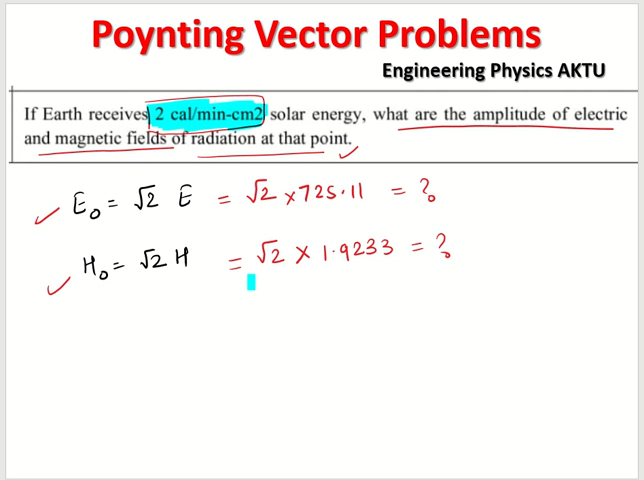 Poynting Vector Problems
Engineering Physics AKTU
If Earth receives 2 cal/min-cm2 solar energy, what are the amplitude of electric
and magnetic fields of radiation at that point.
E₀ = √2 E = √2 × 725.11 = ?
H₀ = √2 H = √2 × 1.9233 = ?